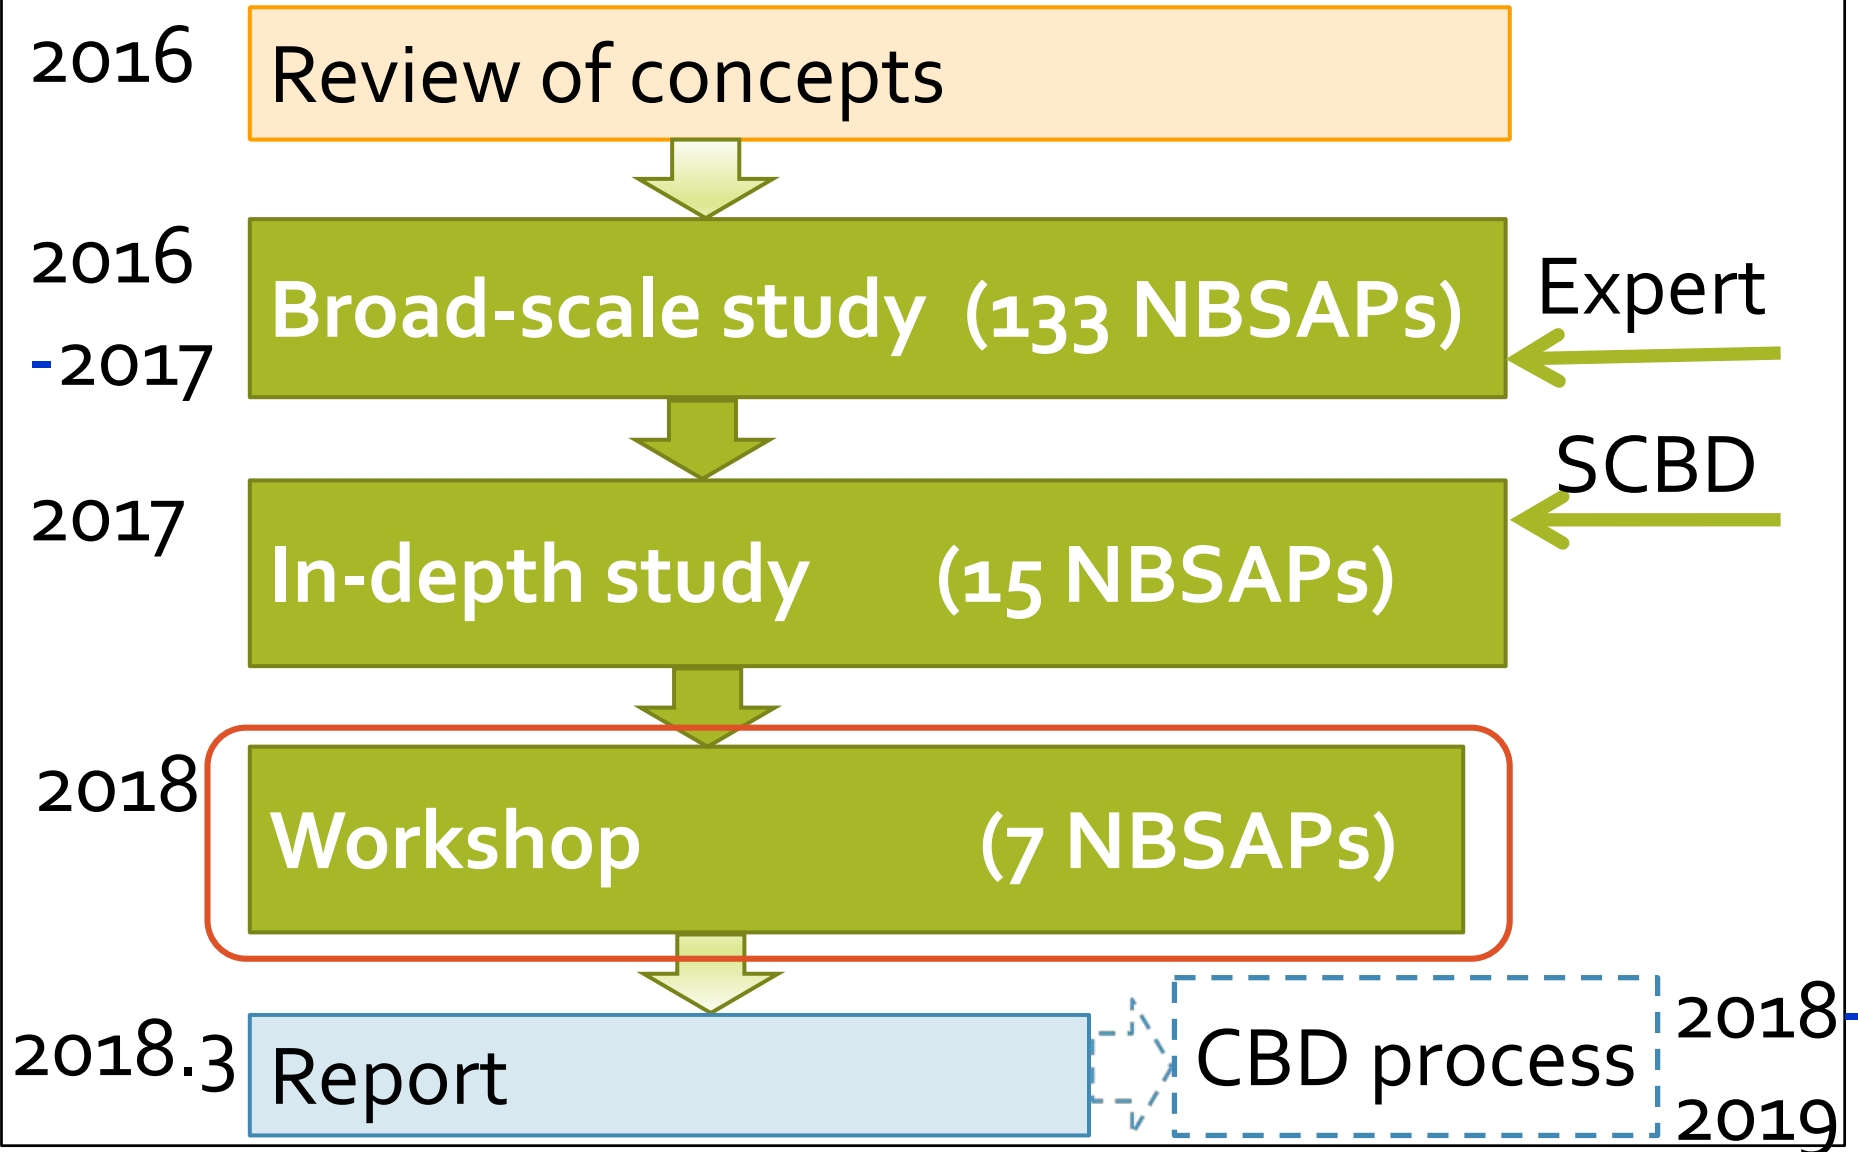 2016
Review of concepts
2016
-2017
Broad-scale study (133 NBSAPs)
Expert
SCBD
2017
In-depth study (15 NBSAPs)
2018
Workshop (7 NBSAPs)
2018.3
Report
CBD process
2018-
2019